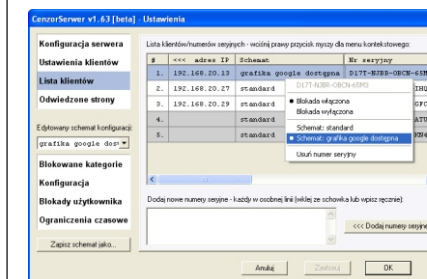 CenzorSerwer v1.63 [beta] - Ustawienia
Konfiguracja serwera
Ustawienia klientów
Lista klientów
Odwiedzone strony
Edytowany schemat konfiguracji:
grafika google dos
Blokowane kategorie
Konfiguracja
Blokady użytkownika
Ograniczenia czasowe
Zapisz schemat jako...
Lista klientów/numerów seryjnych - wciśnij prawy przycisk myszy dla menu kontekstowego:
# <<< adres IP Schemat Nr seryjny
1. 192.168.20.13 grafika google dostępna D17T-NJBR-OBCN-65M
2. 192.168.20.27 standard
3. 192.168.20.29 standard
4. standard
5. standard
D17T-NJBR-OBCN-65M3
Blokada włączona
Blokada wyłączona
Schemat: standard
Schemat: grafika google dostępna
Usuń numer seryjny
Dodaj nowe numery seryjne - każdy w osobnej linii (wklej ze schowka lub wpisz ręcznie):
<<< Dodaj numery seryjne
Anuluj
Zastosuj
OK